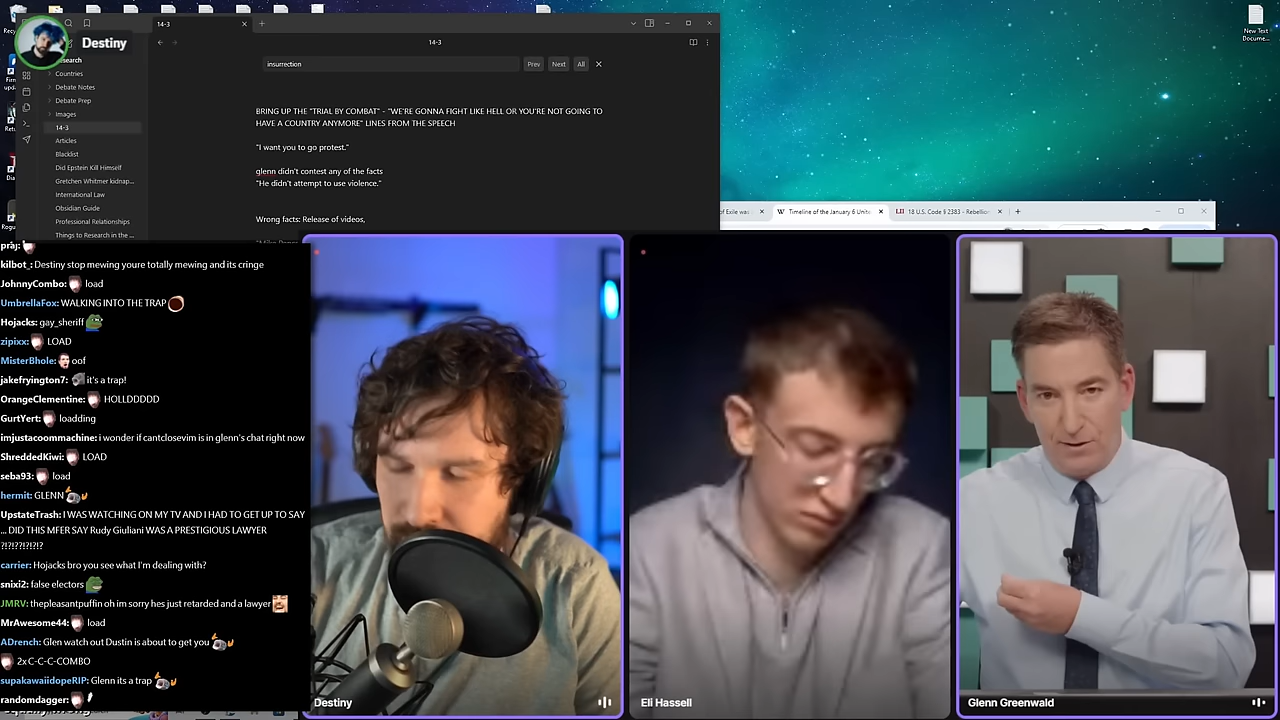 14-3
Destiny
14-3
insurrection
Prev
Next
All
Countries
Debate Notes
Debate Prep
Images
14-3
Articles
Blacklist
Did Epstein Kill Himself
Gretchen Whitmer kidnap...
International Law
Obsidian Guide
Professional Relationships
Things to Research in the ...
BRING UP THE "TRIAL BY COMBAT" - "WE'RE GONNA FIGHT LIKE HELL OR YOU'RE NOT GOING TO
HAVE A COUNTRY ANYMORE" LINES FROM THE SPEECH
"I want you to go protest."
glenn didn't contest any of the facts
"He didn't attempt to use violence."
Wrong facts: Release of videos,
New Text
Docume...
of Exile was
Timeline of the January 6 Unite
18 U.S. Code § 2383 - Rebellio
kilbot_: Destiny stop mewing youre totally mewing and its cringe
JohnnyCombo: load
UmbrellaFox: WALKING INTO THE TRAP
Hojacks: gay_sheriff
zipixx: LOAD
MisterBhole: oof
jakefryington7: it's a trap!
OrangeClementine: HOLLDDDDD
GurtYert: loadding
imjustacoommachine: i wonder if cantclosevim is in glenn's chat right now
ShreddedKiwi: LOAD
seba93: load
hermit: GLENN
UpstateTrash: I WAS WATCHING ON MY TV AND I HAD TO GET UP TO SAY
... DID THIS MFER SAY Rudy Giuliani WAS A PRESTIGIOUS LAWYER
?!?!??!?!?!?
carrier: Hojacks bro you see what I'm dealing with?
snixi2: false electors
JMRV: thepleasantpuffin oh im sorry hes just retarded and a lawyer
MrAwesome44: load
ADrench: Glen watch out Dustin is about to get you
2x C-C-C-COMBO
supakawaiidopeRIP: Glenn its a trap
randomdagger:
Destiny
Eli Hassell
Glenn Greenwald